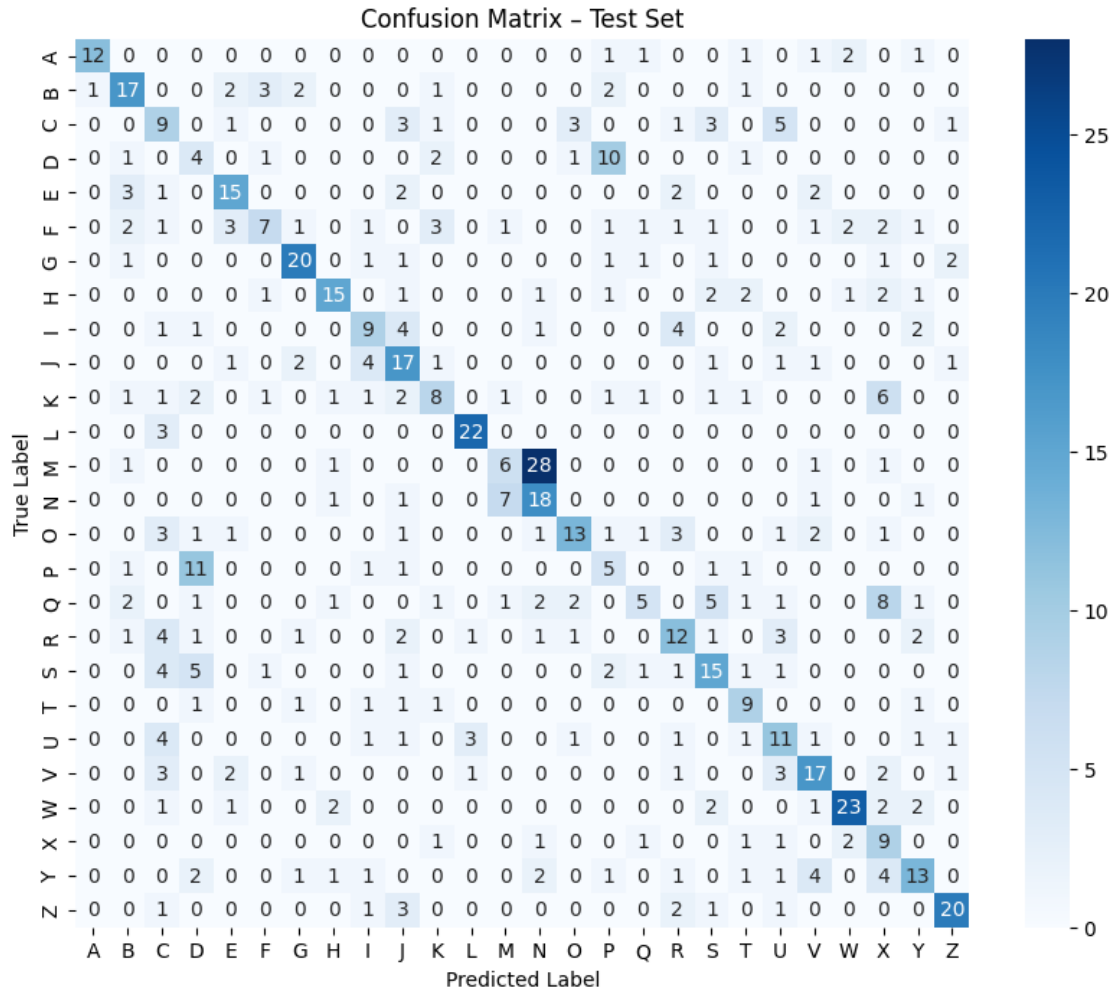 Confusion Matrix – Test Set
A 12 0 0 0 0 0 0 0 0 0 0 0 0 0 0 1 1 0 0 1 0 1 2 0 1 0
B 1 17 0 0 2 3 2 0 0 0 1 0 0 0 0 2 0 0 0 1 0 0 0 0 0 0
C 0 0 9 0 1 0 0 0 0 3 1 0 0 0 3 0 0 1 3 0 5 0 0 0 0 1
D 0 1 0 4 0 1 0 0 0 0 2 0 0 0 1 10 0 0 0 1 0 0 0 0 0 0
E 0 3 1 0 15 0 0 0 0 2 0 0 0 0 0 0 0 2 0 0 0 2 0 0 0 0
F 0 2 1 0 3 7 1 0 1 0 3 0 1 0 0 1 1 1 1 0 0 1 2 2 1 0
G 0 1 0 0 0 0 20 0 1 1 0 0 0 0 0 1 1 0 1 0 0 0 0 1 0 2
H 0 0 0 0 0 1 0 15 0 1 0 0 0 1 0 1 0 0 2 2 0 0 1 2 1 0
I 0 0 1 1 0 0 0 0 9 4 0 0 0 1 0 0 0 4 0 0 2 0 0 0 2 0
J 0 0 0 0 1 0 2 0 4 17 1 0 0 0 0 0 0 0 1 0 1 1 0 0 0 1
K 0 1 1 2 0 1 0 1 1 2 8 0 1 0 0 1 1 0 1 1 0 0 0 6 0 0
L 0 0 3 0 0 0 0 0 0 0 0 22 0 0 0 0 0 0 0 0 0 0 0 0 0 0
M 0 1 0 0 0 0 0 1 0 0 0 0 6 28 0 0 0 0 0 0 0 1 0 1 0 0
N 0 0 0 0 0 0 0 1 0 1 0 0 7 18 0 0 0 0 0 0 0 1 0 0 1 0
O 0 0 3 1 1 0 0 0 0 1 0 0 0 1 13 1 1 3 0 0 1 2 0 1 0 0
P 0 1 0 11 0 0 0 0 1 1 0 0 0 0 0 5 0 0 1 1 0 0 0 0 0 0
Q 0 2 0 1 0 0 0 1 0 0 1 0 1 2 2 0 5 0 5 1 1 0 0 8 1 0
R 0 1 4 1 0 0 1 0 0 2 0 1 0 1 1 0 0 12 1 0 3 0 0 0 2 0
S 0 0 4 5 0 1 0 0 0 1 0 0 0 0 0 2 1 1 15 1 1 0 0 0 0 0
T 0 0 0 1 0 0 1 0 1 1 1 0 0 0 0 0 0 0 0 9 0 0 0 0 1 0
U 0 0 4 0 0 0 0 0 1 1 0 3 0 0 1 0 0 1 0 1 11 1 0 0 1 1
V 0 0 3 0 2 0 1 0 0 0 0 1 0 0 0 0 0 1 0 0 3 17 0 2 0 1
W 0 0 1 0 1 0 0 2 0 0 0 0 0 0 0 0 0 0 2 0 0 1 23 2 2 0
X 0 0 0 0 0 0 0 0 0 0 1 0 0 1 0 0 1 0 0 1 1 0 2 9 0 0
Y 0 0 0 2 0 0 1 1 1 0 0 0 0 2 0 1 0 1 0 1 1 4 0 4 13 0
Z 0 0 1 0 0 0 0 0 1 3 0 0 0 0 0 0 0 2 1 0 1 0 0 0 0 20
A B C D E F G H I J K L M N O P Q R S T U V W X Y Z
Predicted Label
True Label
25
20
15
10
5
0